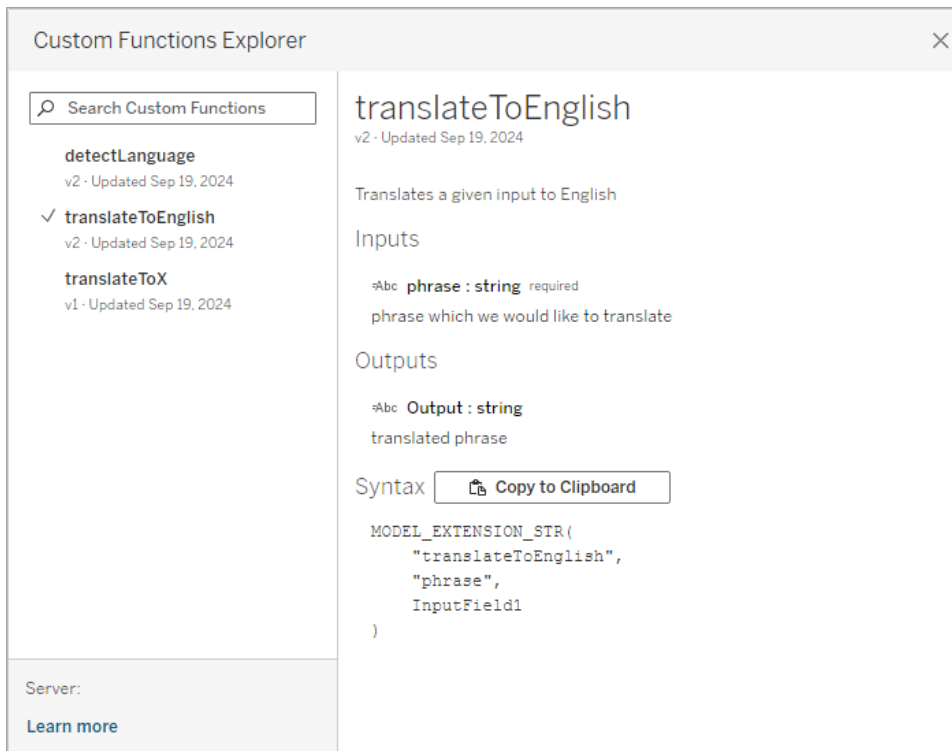 Custom Functions Explorer
Search Custom Functions
detectLanguage
v2 · Updated Sep 19, 2024
translateToEnglish
v2 · Updated Sep 19, 2024
translateToX
v1 · Updated Sep 19, 2024
Server:
Learn more
translateToEnglish
v2 · Updated Sep 19, 2024
Translates a given input to English
Inputs
=Abc phrase : string required
phrase which we would like to translate
Outputs
=Abc Output : string
translated phrase
Syntax Copy to Clipboard
MODEL_EXTENSION_STR(
    "translateToEnglish",
    "phrase",
    InputField1
)